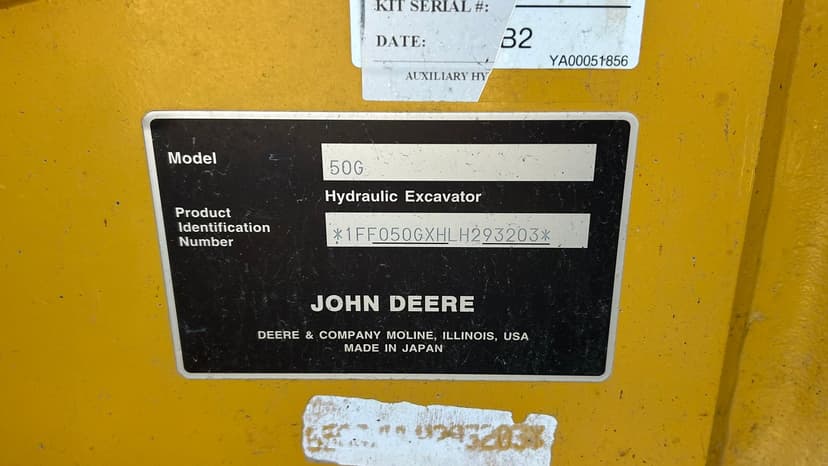 KIT SERIAL #:
DATE:
B2
AUXILIARY HY
YA00051856
Model
50G
Hydraulic Excavator
Product
Identification
Number
*1FF050GXHLH293203*
JOHN DEERE
DEERE & COMPANY MOLINE, ILLINOIS, USA
MADE IN JAPAN